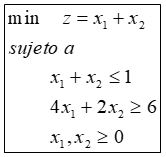 min z = x₁ + x₂
sujeto a
x₁ + x₂ ≤ 1
4x₁ + 2x₂ ≥ 6
x₁, x₂ ≥ 0